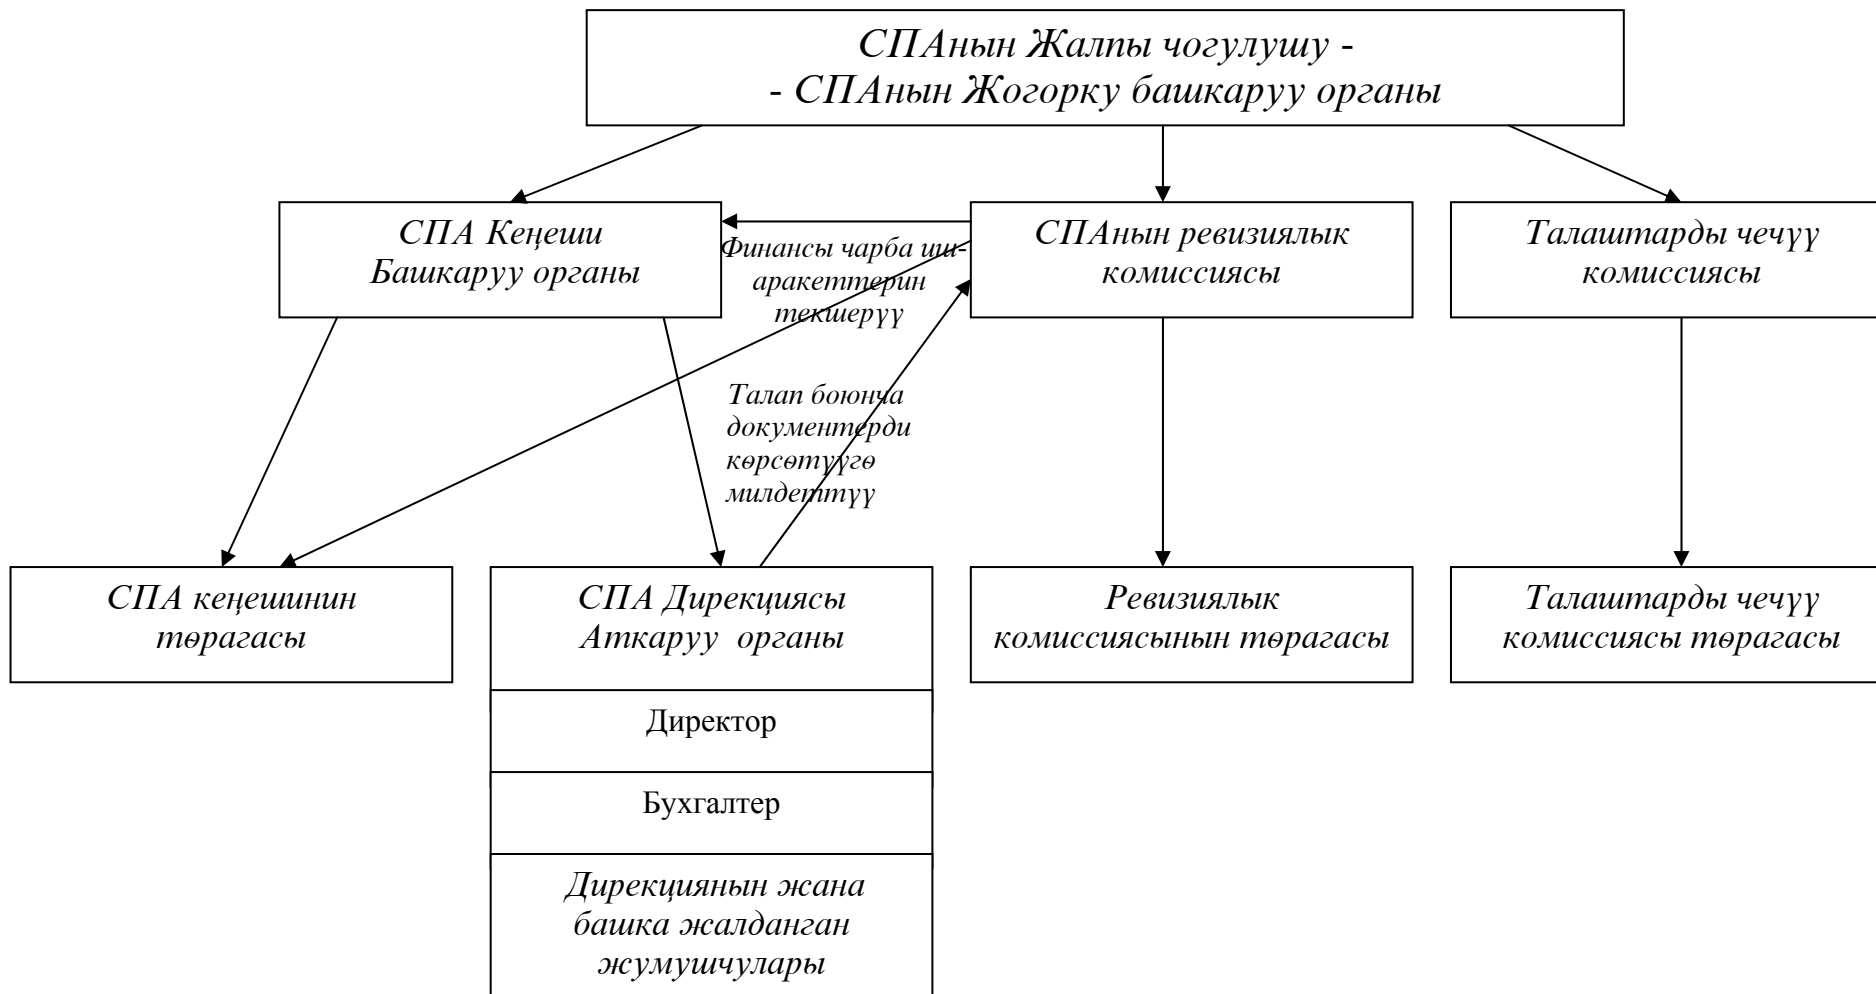 СПАнын Жалпы чогулушу -
- СПАнын Жогорку башкаруу органы
СПА Кеңеши
Башкаруу органы
Финансы чарба иш-
аракеттерин
текшерүү
СПАнын ревизиялык
комиссиясы
Талаштарды чечүү
комиссиясы
Талап боюнча
документерди
көрсөтүүгө
милдеттүү
СПА кеңешинин
төрагасы
СПА Дирекциясы
Аткаруу органы
Ревизиялык
комиссиясынын төрагасы
Талаштарды чечүү
комиссиясы төрагасы
Директор
Бухгалтер
Дирекциянын жана
башка жалданган
жумушчулары